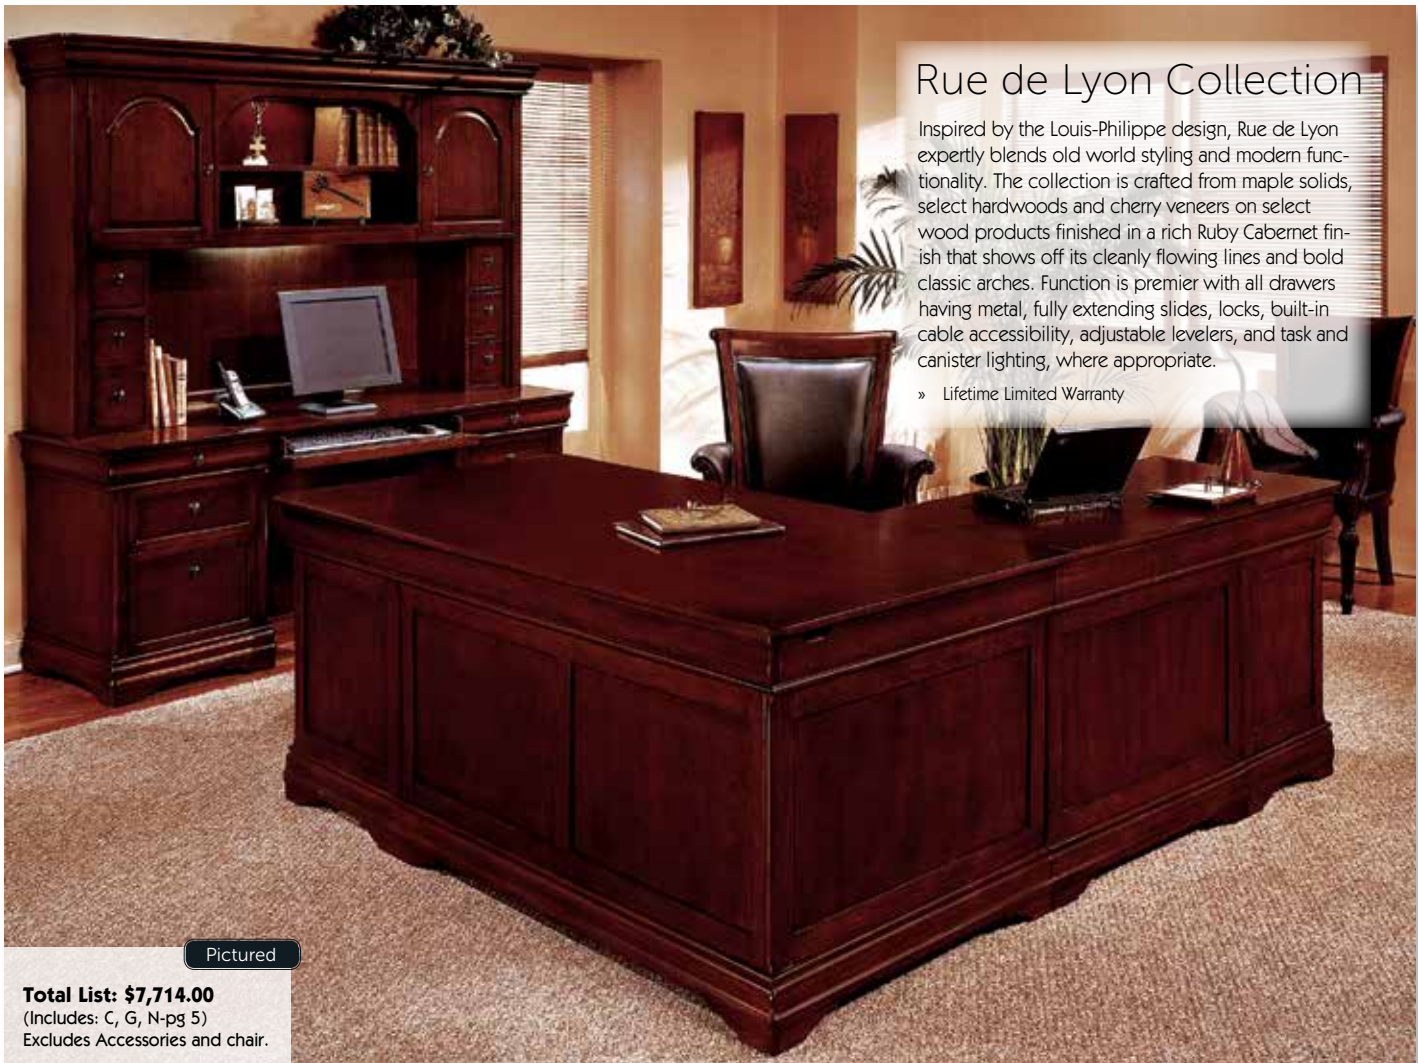 Rue de Lyon Collection
Inspired by the Louis-Philippe design, Rue de Lyon
expertly blends old world styling and modern func-
tionality. The collection is crafted from maple solids,
select hardwoods and cherry veneers on select
wood products finished in a rich Ruby Cabernet fin-
ish that shows off its cleanly flowing lines and bold
classic arches. Function is premier with all drawers
having metal, fully extending slides, locks, built-in
cable accessibility, adjustable levelers, and task and
canister lighting, where appropriate.
» Lifetime Limited Warranty
Pictured
Total List: $7,714.00
(Includes: C, G, N-pg 5)
Excludes Accessories and chair.